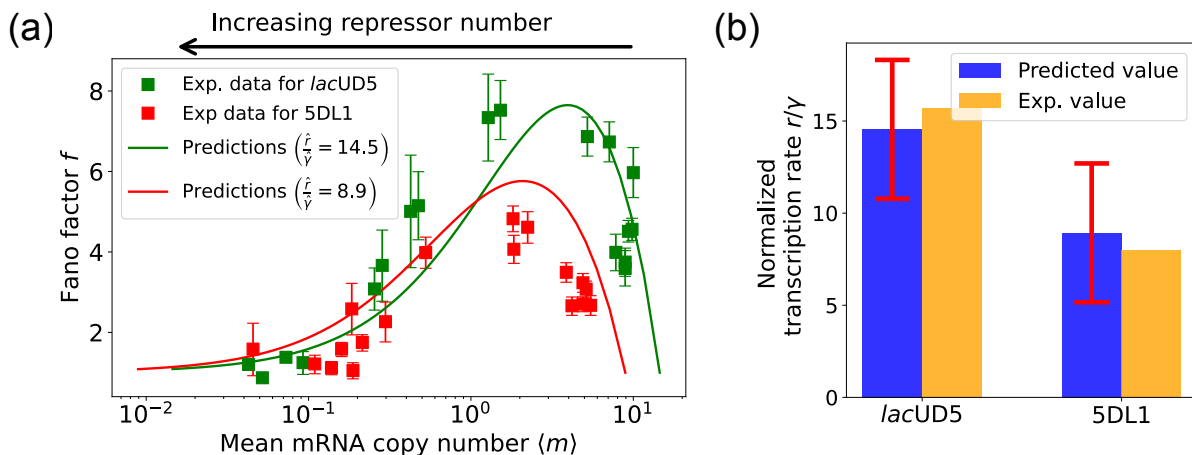 (a)
Increasing repressor number
Fano factor f
8
6
4
2
Exp. data for lacUD5
Exp data for 5DL1
Predictions (r̂/γ̂ = 14.5)
Predictions (r̂/γ̂ = 8.9)
10⁻²
10⁻¹
10⁰
10¹
Mean mRNA copy number ⟨m⟩
(b)
Normalized
transcription rate r/γ
15
10
5
0
Predicted value
Exp. value
lacUD5
5DL1